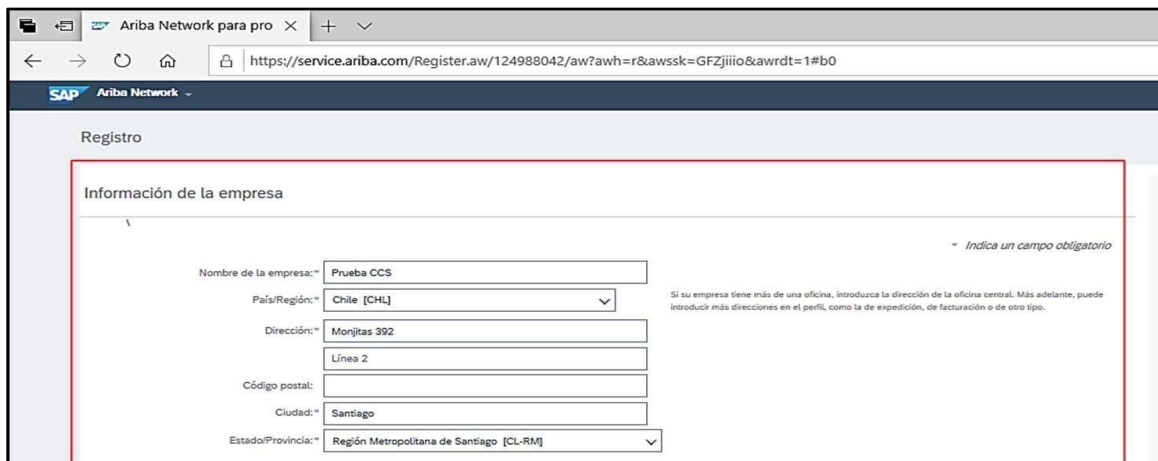 Ariba Network para pro
https://service.ariba.com/Register.aw/124988042/aw?awh=r&awssk=GFZjiiio&awrdt=1#b0
SAP Ariba Network
Registro
Información de la empresa
* Indica un campo obligatorio
Nombre de la empresa:* Prueba CCS
País/Región:* Chile [CHL]
Si su empresa tiene más de una oficina, introduzca la dirección de la oficina central. Más adelante, puede
introducir más direcciones en el perfil, como la de expedición, de facturación o de otro tipo.
Dirección:* Monjitas 392
Línea 2
Código postal:
Ciudad:* Santiago
Estado/Provincia:* Región Metropolitana de Santiago [CL-RM]